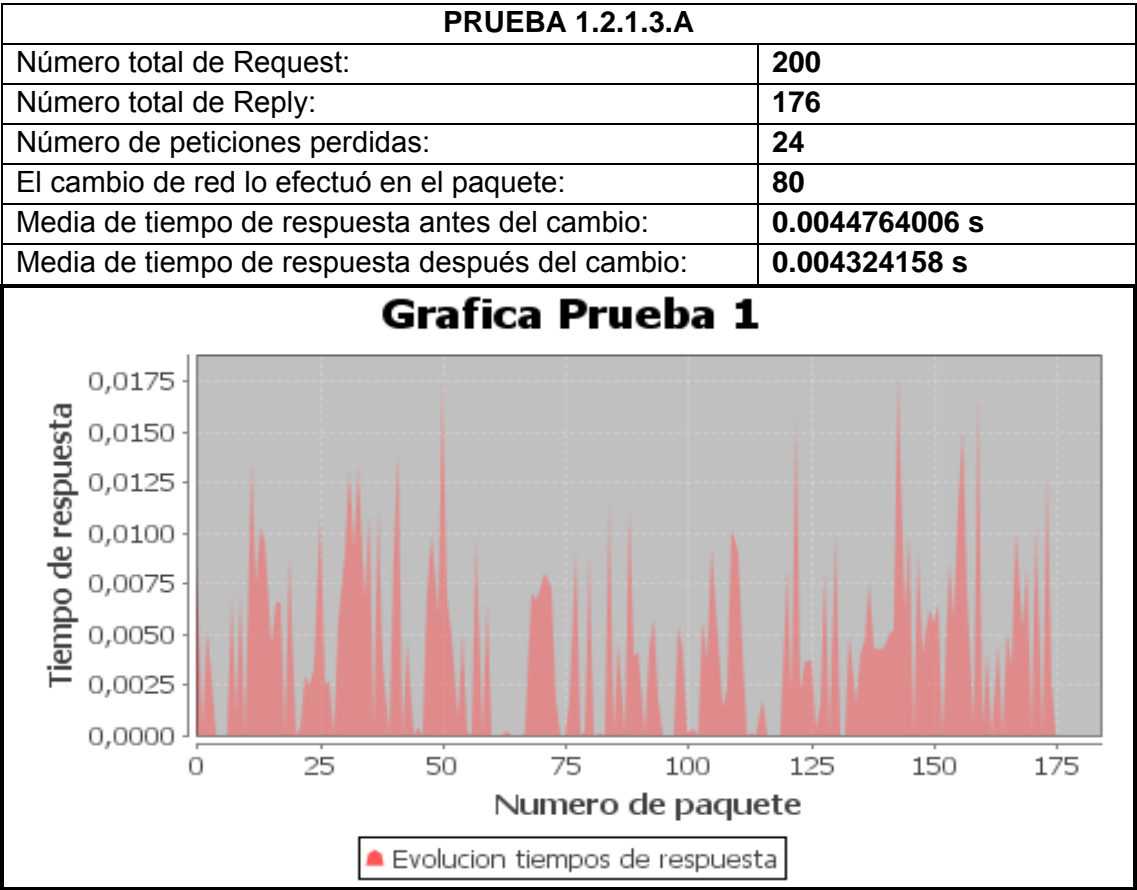 PRUEBA 1.2.1.3.A
Número total de Request: 200
Número total de Reply: 176
Número de peticiones perdidas: 24
El cambio de red lo efectuó en el paquete: 80
Media de tiempo de respuesta antes del cambio: 0.0044764006 s
Media de tiempo de respuesta después del cambio: 0.004324158 s
Grafica Prueba 1
Tiempo de respuesta
0,0175
0,0150
0,0125
0,0100
0,0075
0,0050
0,0025
0,0000
0 25 50 75 100 125 150 175
Numero de paquete
Evolucion tiempos de respuesta